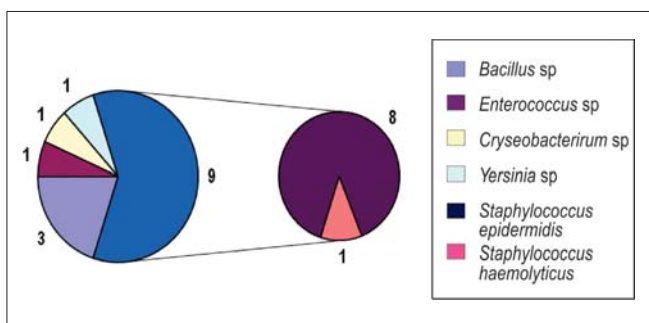 1
1
1
3
9
8
1
Bacillus sp
Enterococcus sp
Cryseobacterirum sp
Yersinia sp
Staphylococcus
epidermidis
Staphylococcus
haemolyticus